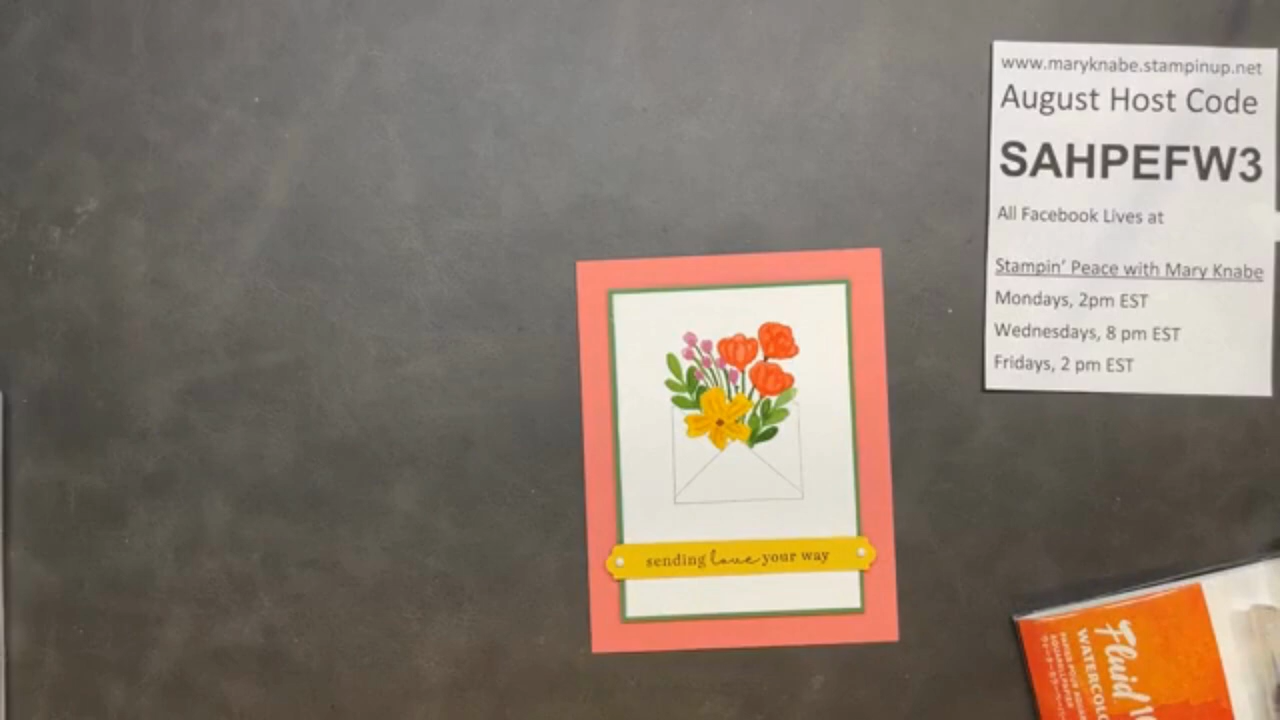 www.maryknabe.stampinup.net
August Host Code
SAHPEFW3
All Facebook Lives at
Stampin' Peace with Mary Knabe
Mondays, 2pm EST
Wednesdays, 8 pm EST
Fridays, 2 pm EST
sending love your way
Fluid
WATERCOL